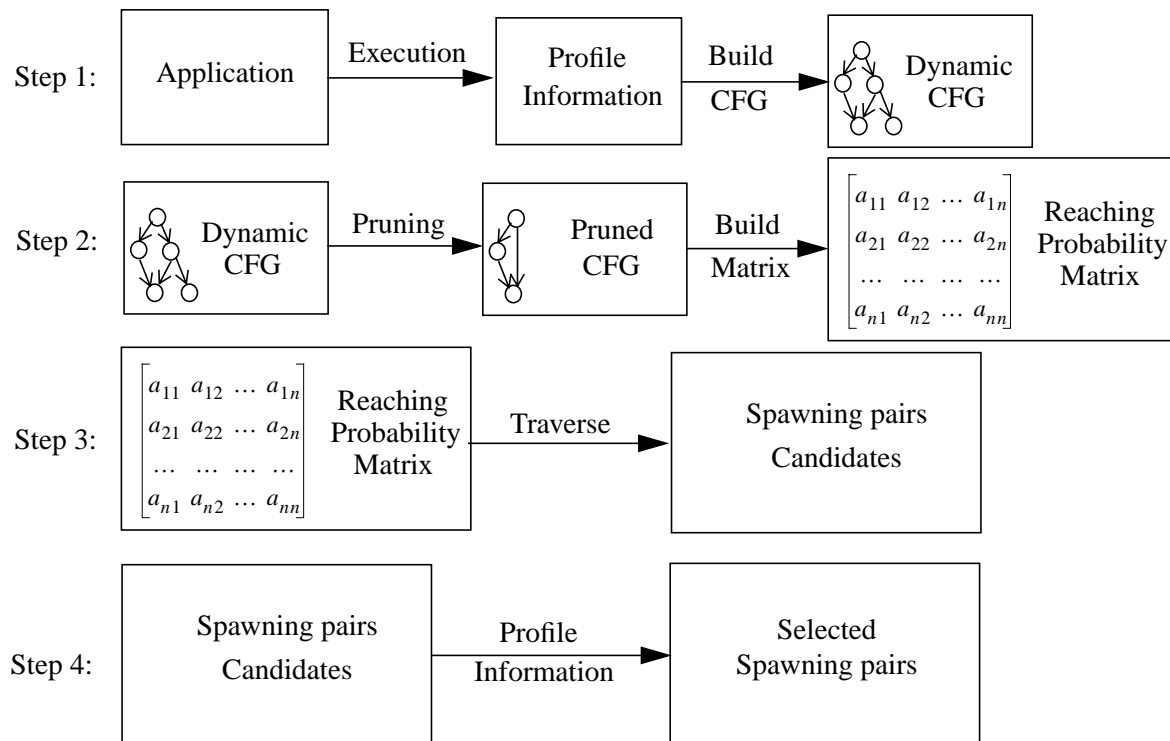 Step 1:
Application
Execution
Profile
Information
Build
CFG
Dynamic
CFG
Step 2:
Dynamic
CFG
Pruning
Pruned
CFG
Build
Matrix
a11 a12 … a1n
a21 a22 … a2n
… … … …
an1 an2 … ann
Reaching
Probability
Matrix
Step 3:
a11 a12 … a1n
a21 a22 … a2n
… … … …
an1 an2 … ann
Reaching
Probability
Matrix
Traverse
Spawning pairs
Candidates
Step 4:
Spawning pairs
Candidates
Profile
Information
Selected
Spawning pairs